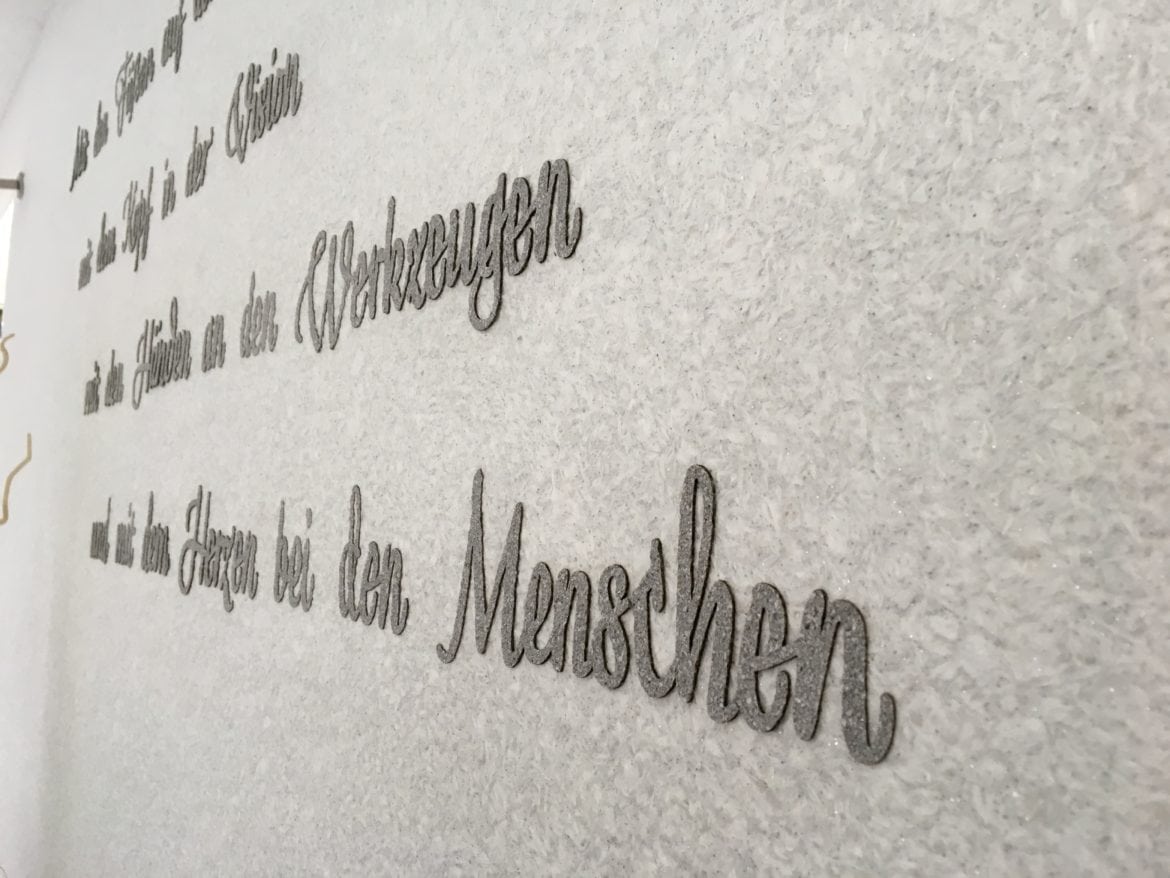 Mit den Füßen auf
mit dem Kopf in der Vision
mit den Händen an den Werkzeugen
und mit dem Herzen bei den Menschen